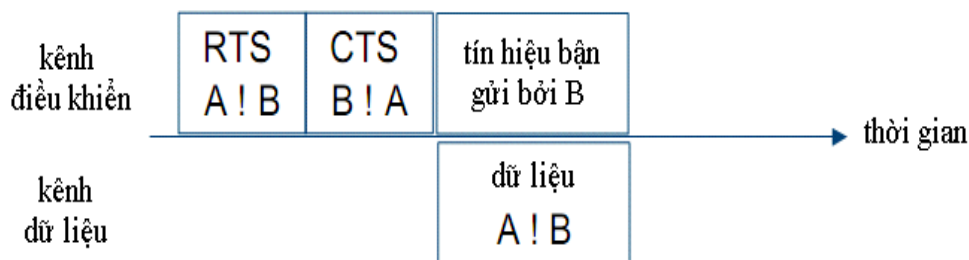 kênh
điều khiển
RTS
A ! B
CTS
B ! A
tín hiệu bận
gửi bởi B
thời gian
kênh
dữ liệu
dữ liệu
A ! B